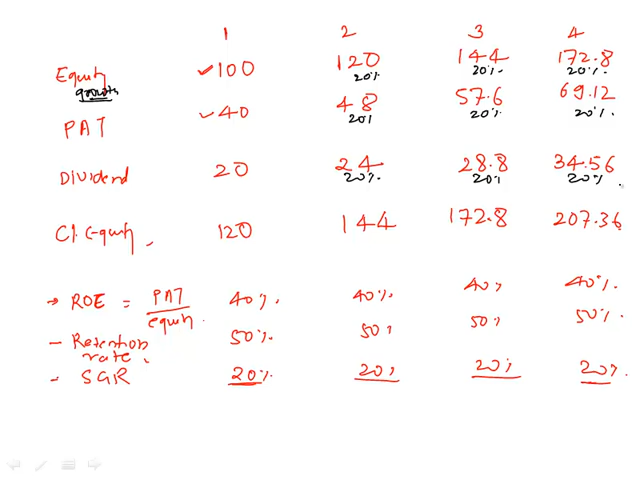 1 2 3 4
Equity ✓100 120 144 172.8
growth 20% 20% 20%
PAT ✓40 48 57.6 69.12
20% 20% 20%
Dividend 20 24 28.8 34.56
20% 20% 20%
Cl. Equity 120 144 172.8 207.36
→ ROE = PAT 40% 40% 40% 40%
equity
- Retention 50% 50% 50% 50%
rate
- SGR 20% 20% 20% 20%